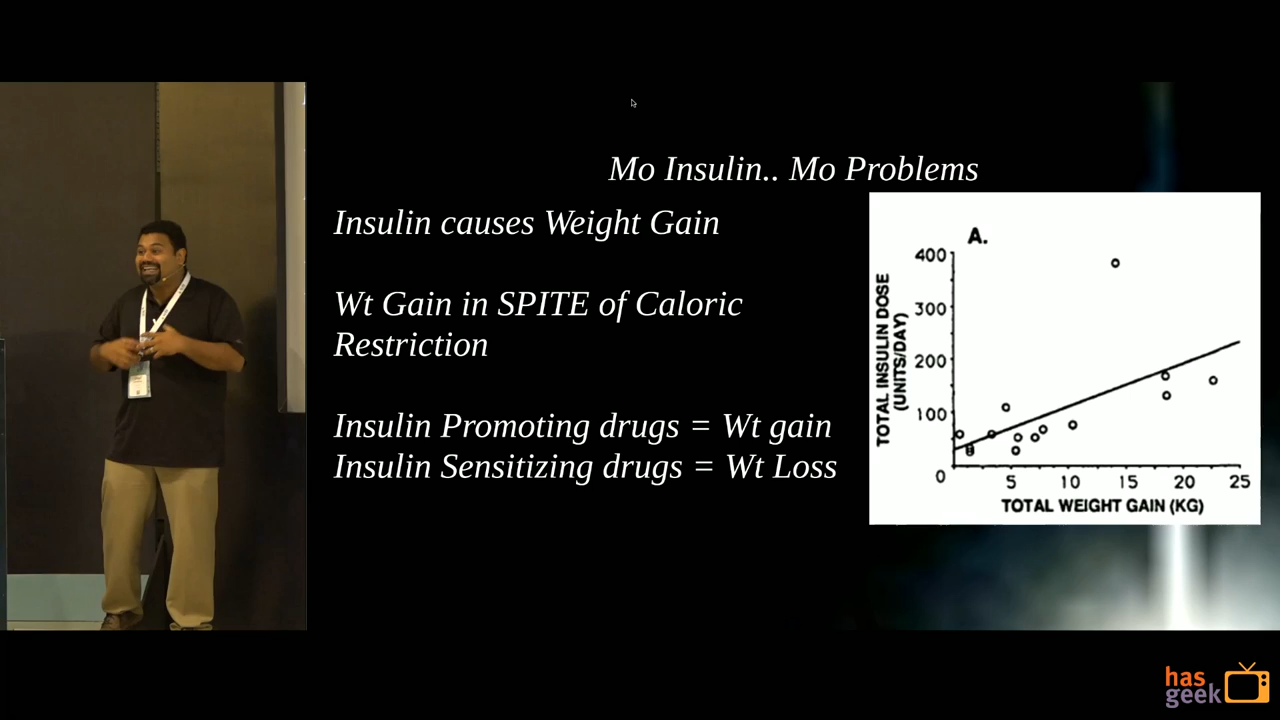 Mo Insulin.. Mo Problems
Insulin causes Weight Gain
Wt Gain in SPITE of Caloric
Restriction
Insulin Promoting drugs = Wt gain
Insulin Sensitizing drugs = Wt Loss
A.
TOTAL INSULIN DOSE
(UNITS/DAY)
400
300
200
100
0
5 10 15 20 25
TOTAL WEIGHT GAIN (KG)
has
geek